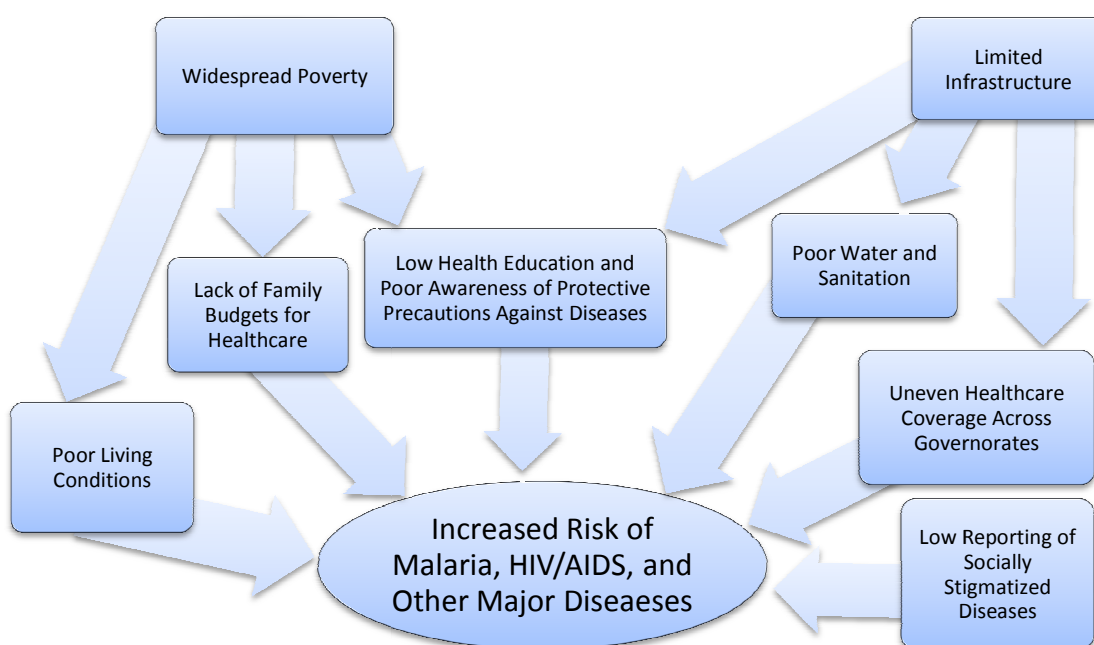 Widespread Poverty
Limited
Infrastructure
Low Health Education and
Poor Awareness of Protective
Precautions Against Diseases
Poor Water and
Sanitation
Lack of Family
Budgets for
Healthcare
Uneven Healthcare
Coverage Across
Governorates
Poor Living
Conditions
Increased Risk of
Malaria, HIV/AIDS, and
Other Major Diseaeses
Low Reporting of
Socially
Stigmatized
Diseases